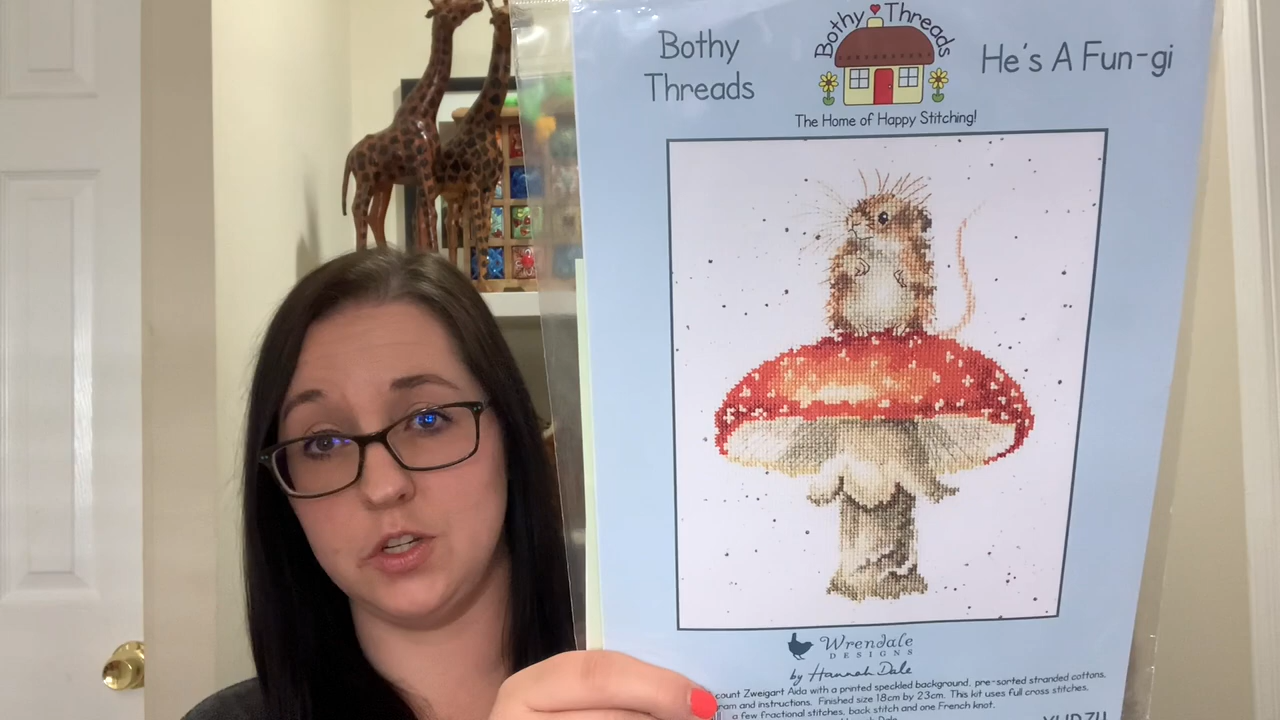 Bothy
Threads
Bothy Threads
The Home of Happy Stitching!
He's A Fun-gi
Wrendale
DESIGNS
by Hannah Dale
count Zweigart Aida with a printed speckled background, pre-sorted stranded cottons,
and instructions. Finished size 18cm by 23cm. This kit uses full cross stitches,
a few fractional stitches, back stitch and one French knot.
Hannah Dale